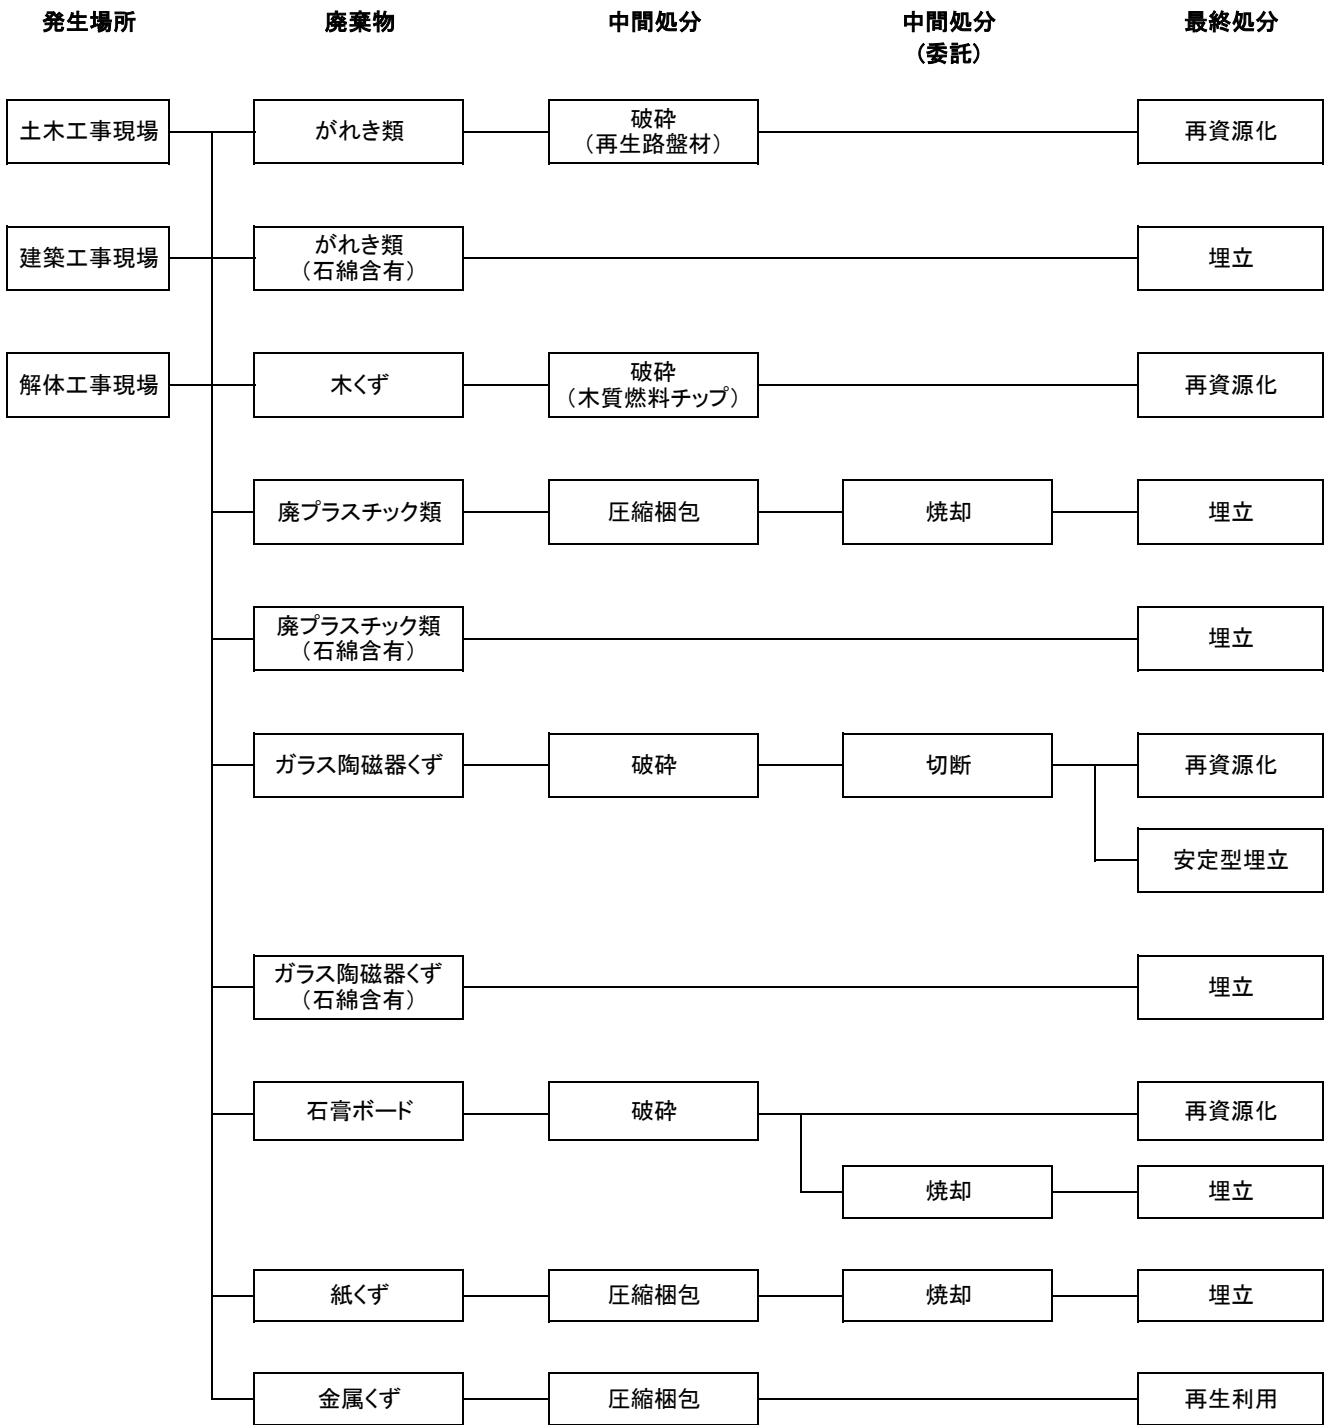 発生場所
廃棄物
中間処分
中間処分
（委託）
最終処分
土木工事現場
がれき類
破砕
（再生路盤材）
再資源化
建築工事現場
がれき類
（石綿含有）
埋立
解体工事現場
木くず
破砕
（木質燃料チップ）
再資源化
廃プラスチック類
圧縮梱包
焼却
埋立
廃プラスチック類
（石綿含有）
埋立
ガラス陶磁器くず
破砕
切断
再資源化
安定型埋立
ガラス陶磁器くず
（石綿含有）
埋立
石膏ボード
破砕
再資源化
焼却
埋立
紙くず
圧縮梱包
焼却
埋立
金属くず
圧縮梱包
再生利用